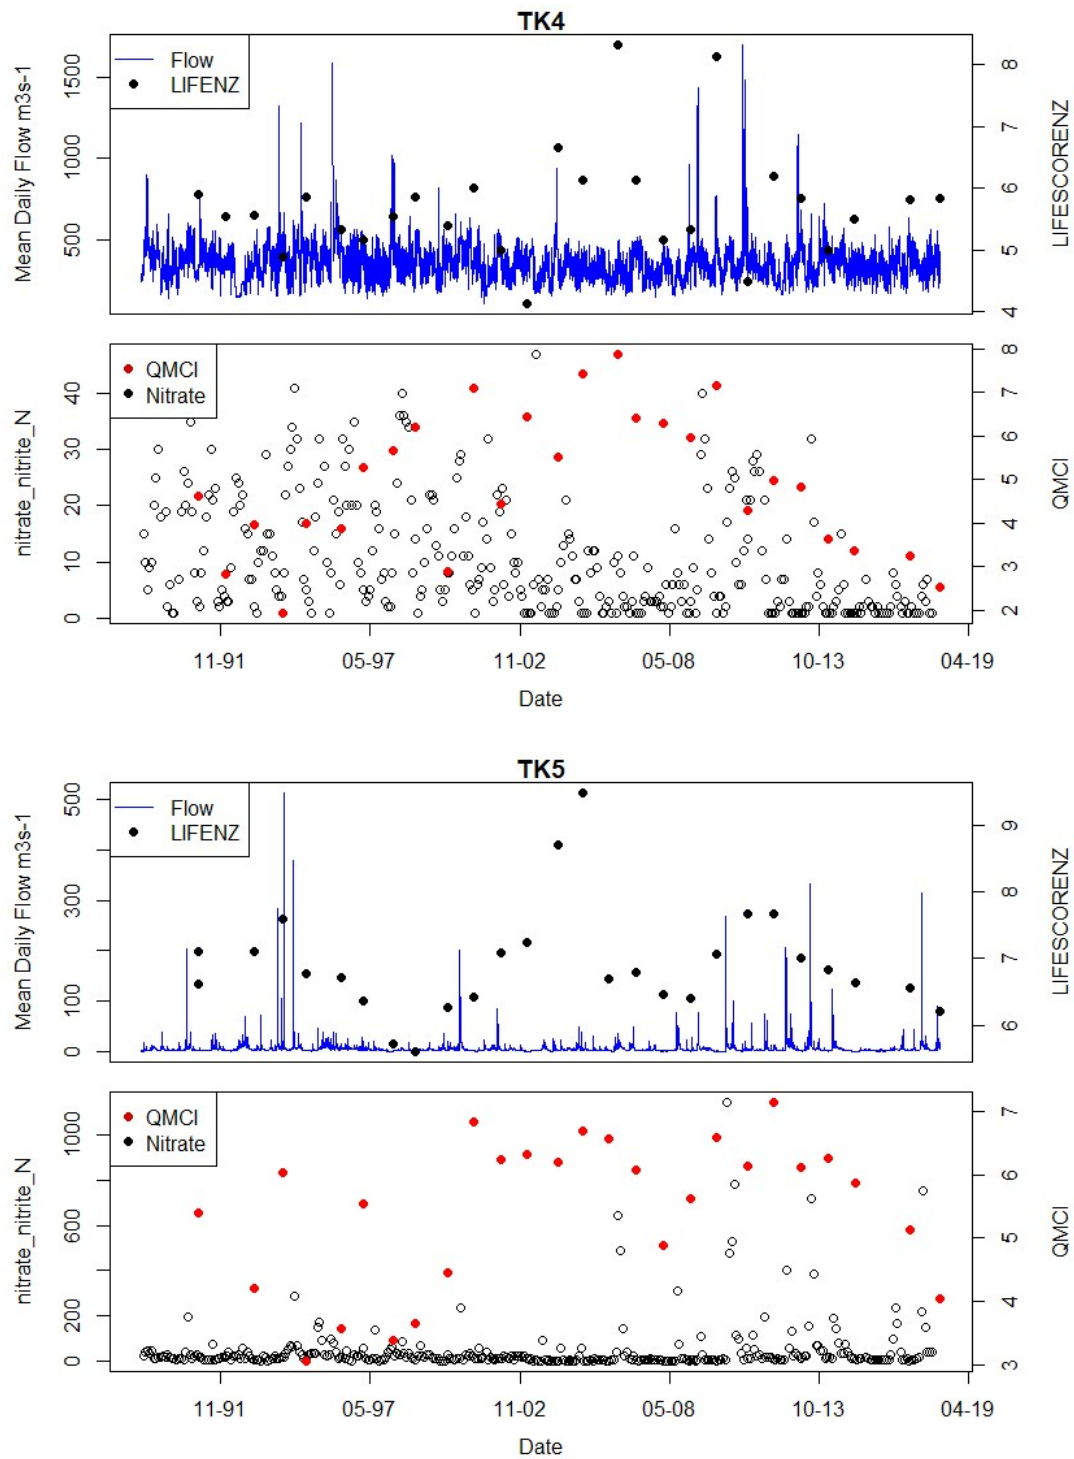 TK4
Flow
LIFENZ
Mean Daily Flow m3s-1
500
1000
1500
4
5
6
7
8
LIFESCORENZ
QMCI
Nitrate
nitrate_nitrite_N
0
10
20
30
40
2
3
4
5
6
7
8
QMCI
11-91
05-97
11-02
05-08
10-13
04-19
Date
TK5
Flow
LIFENZ
Mean Daily Flow m3s-1
0
100
300
500
6
7
8
9
LIFESCORENZ
QMCI
Nitrate
nitrate_nitrite_N
0
200
600
1000
3
4
5
6
7
QMCI
11-91
05-97
11-02
05-08
10-13
04-19
Date